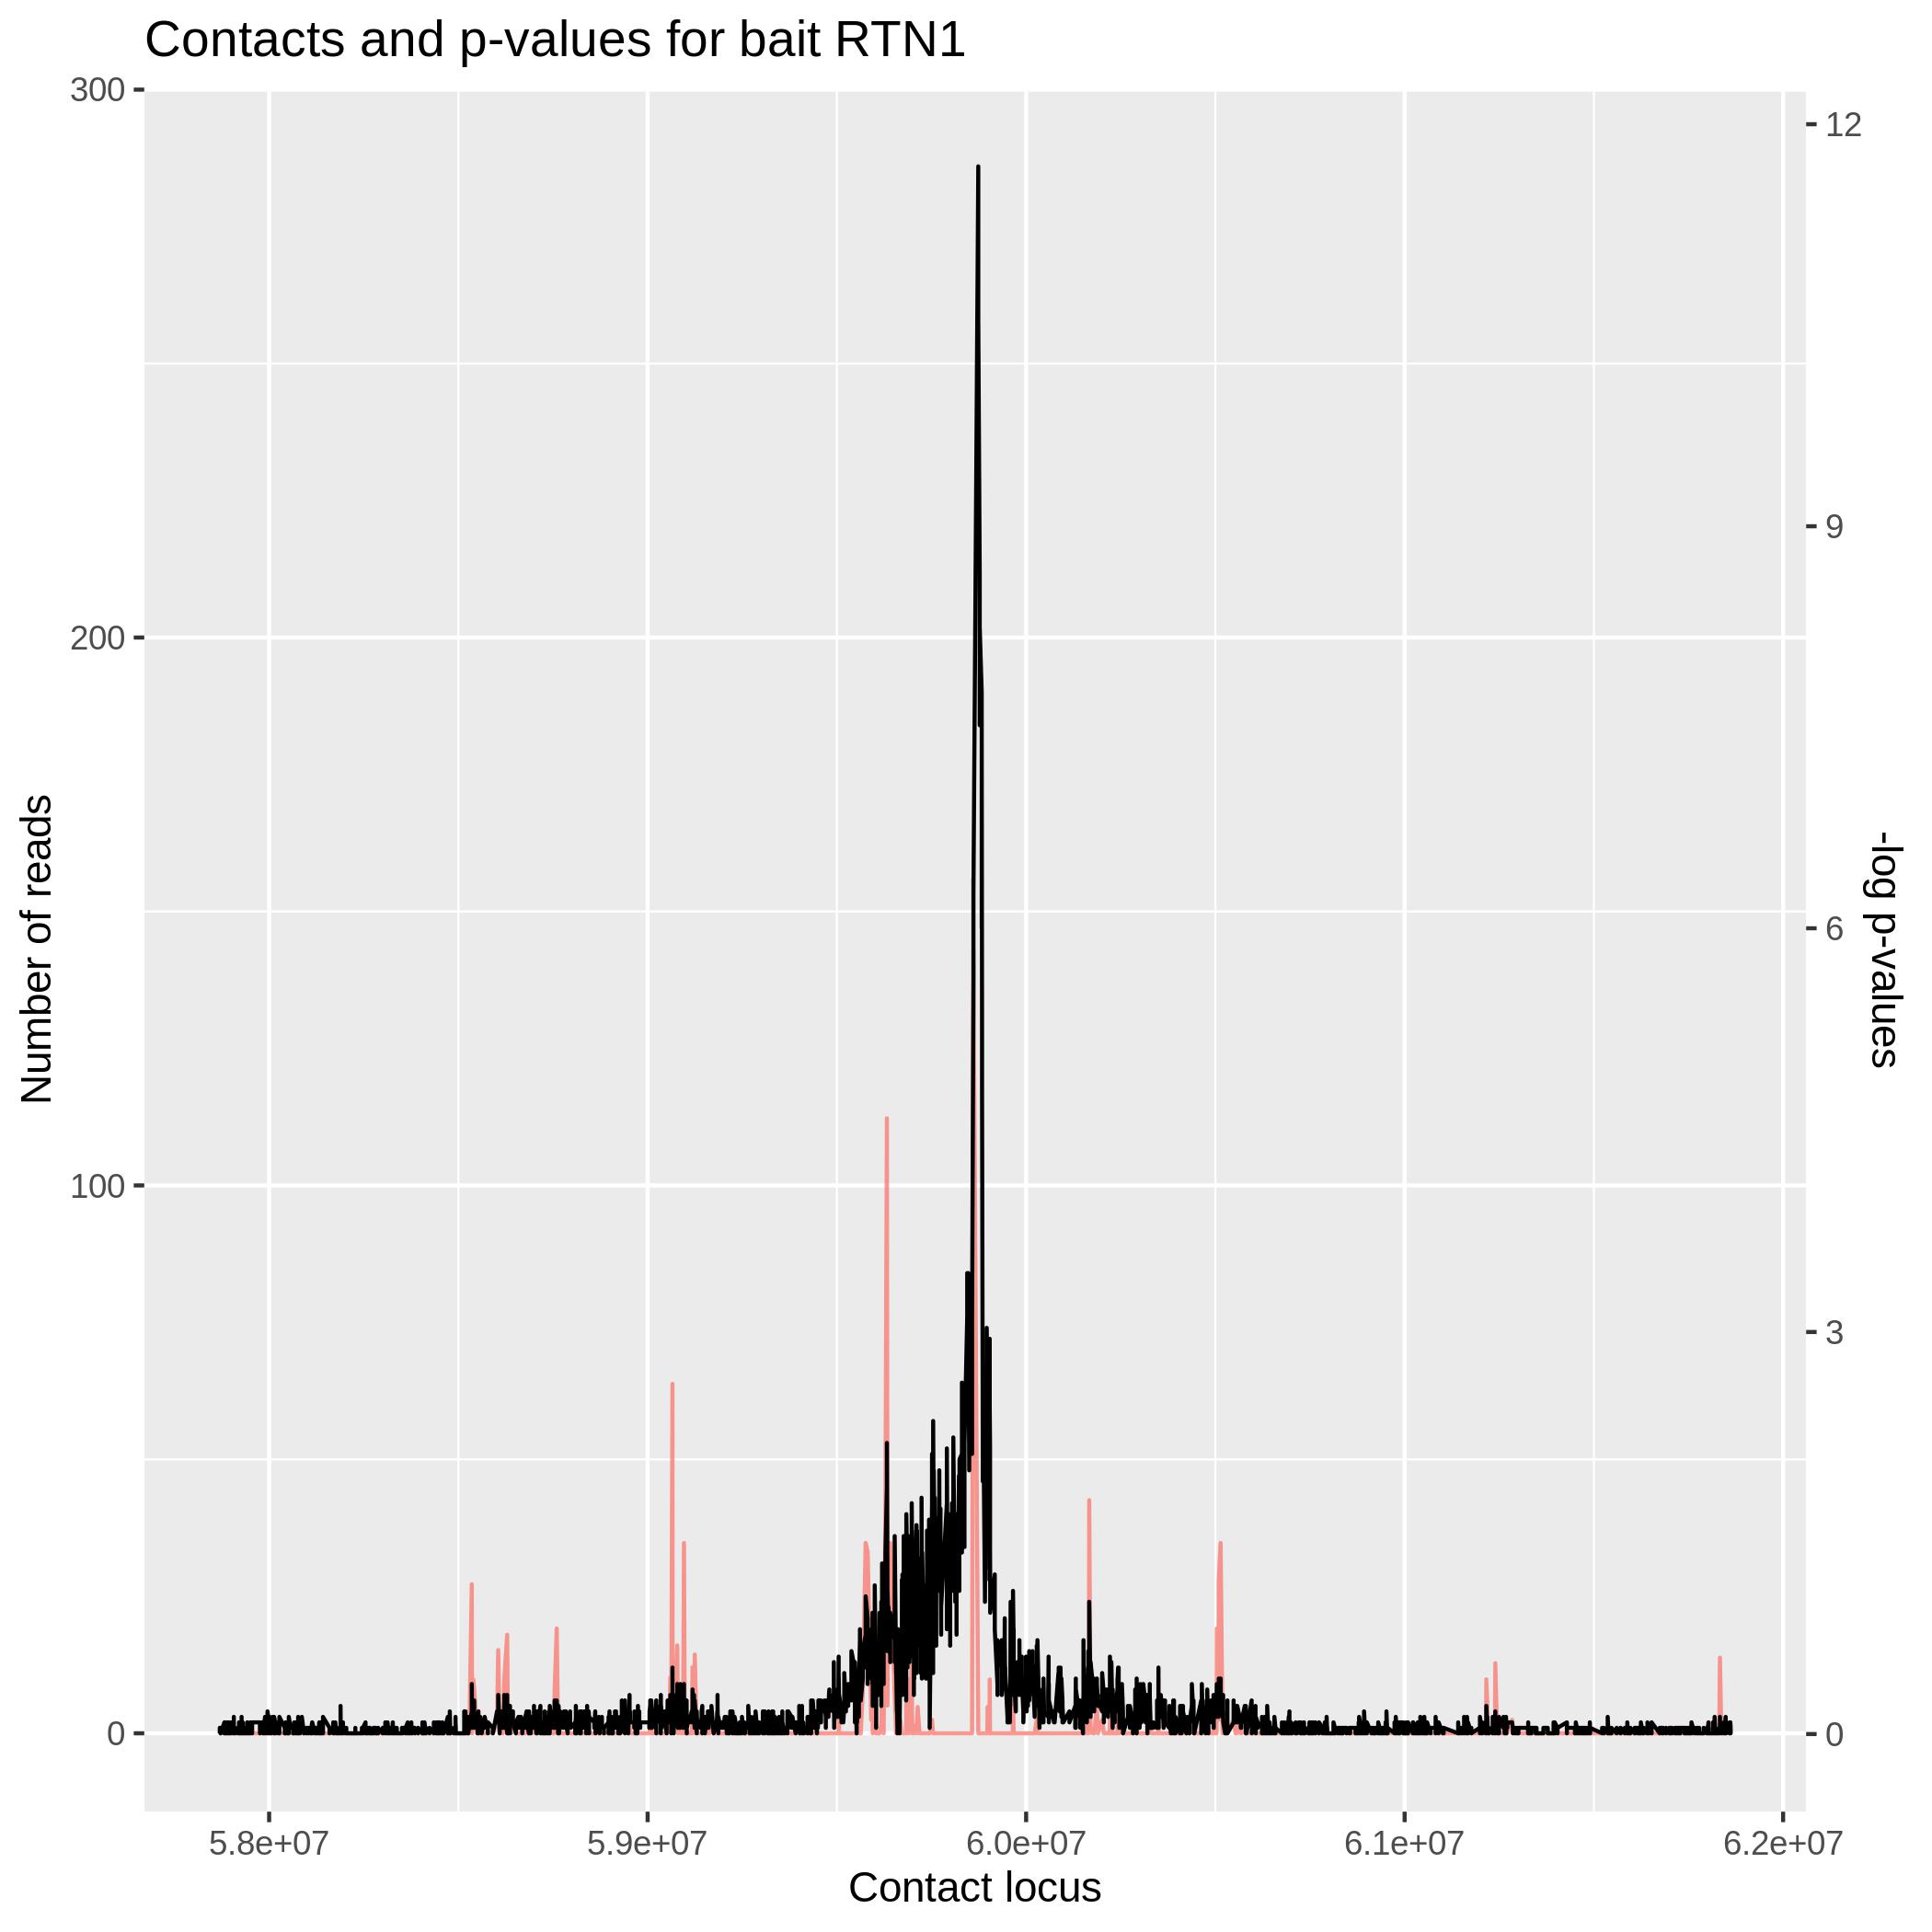 Contacts and p-values for bait RTN1
300
200
100
0
Number of reads
12
9
6
3
0
-log p-values
5.8e+07 5.9e+07 6.0e+07 6.1e+07 6.2e+07
Contact locus